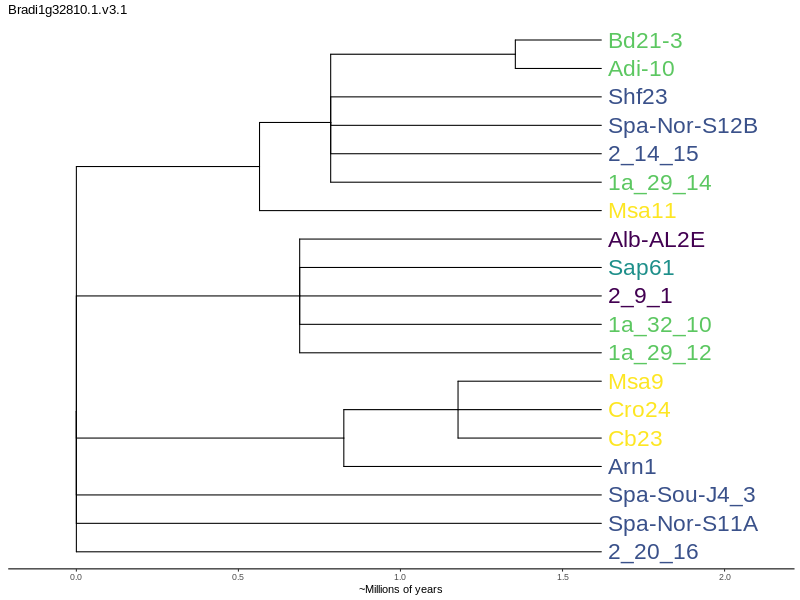 Bradi1g32810.1.v3.1
Bd21-3
Adi-10
Shf23
Spa-Nor-S12B
2_14_15
1a_29_14
Msa11
Alb-AL2E
Sap61
2_9_1
1a_32_10
1a_29_12
Msa9
Cro24
Cb23
Arn1
Spa-Sou-J4_3
Spa-Nor-S11A
2_20_16
0.0 0.5 1.0 1.5 2.0
~Millions of years